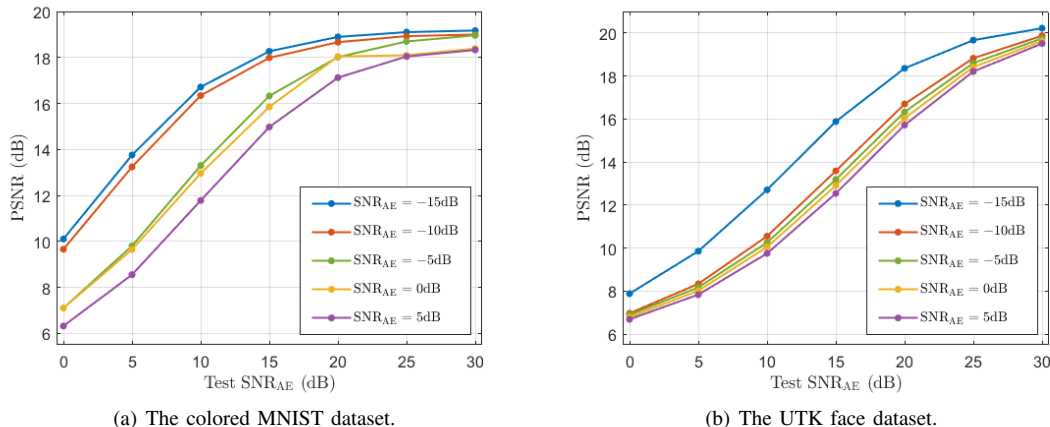 20
18
16
14
12
10
8
6
PSNR (dB)
0 5 10 15 20 25 30
Test SNR_AE (dB)
SNR_AE = −15dB
SNR_AE = −10dB
SNR_AE = −5dB
SNR_AE = 0dB
SNR_AE = 5dB
(a) The colored MNIST dataset.
20
18
16
14
12
10
8
6
PSNR (dB)
0 5 10 15 20 25 30
Test SNR_AE (dB)
SNR_AE = −15dB
SNR_AE = −10dB
SNR_AE = −5dB
SNR_AE = 0dB
SNR_AE = 5dB
(b) The UTK face dataset.